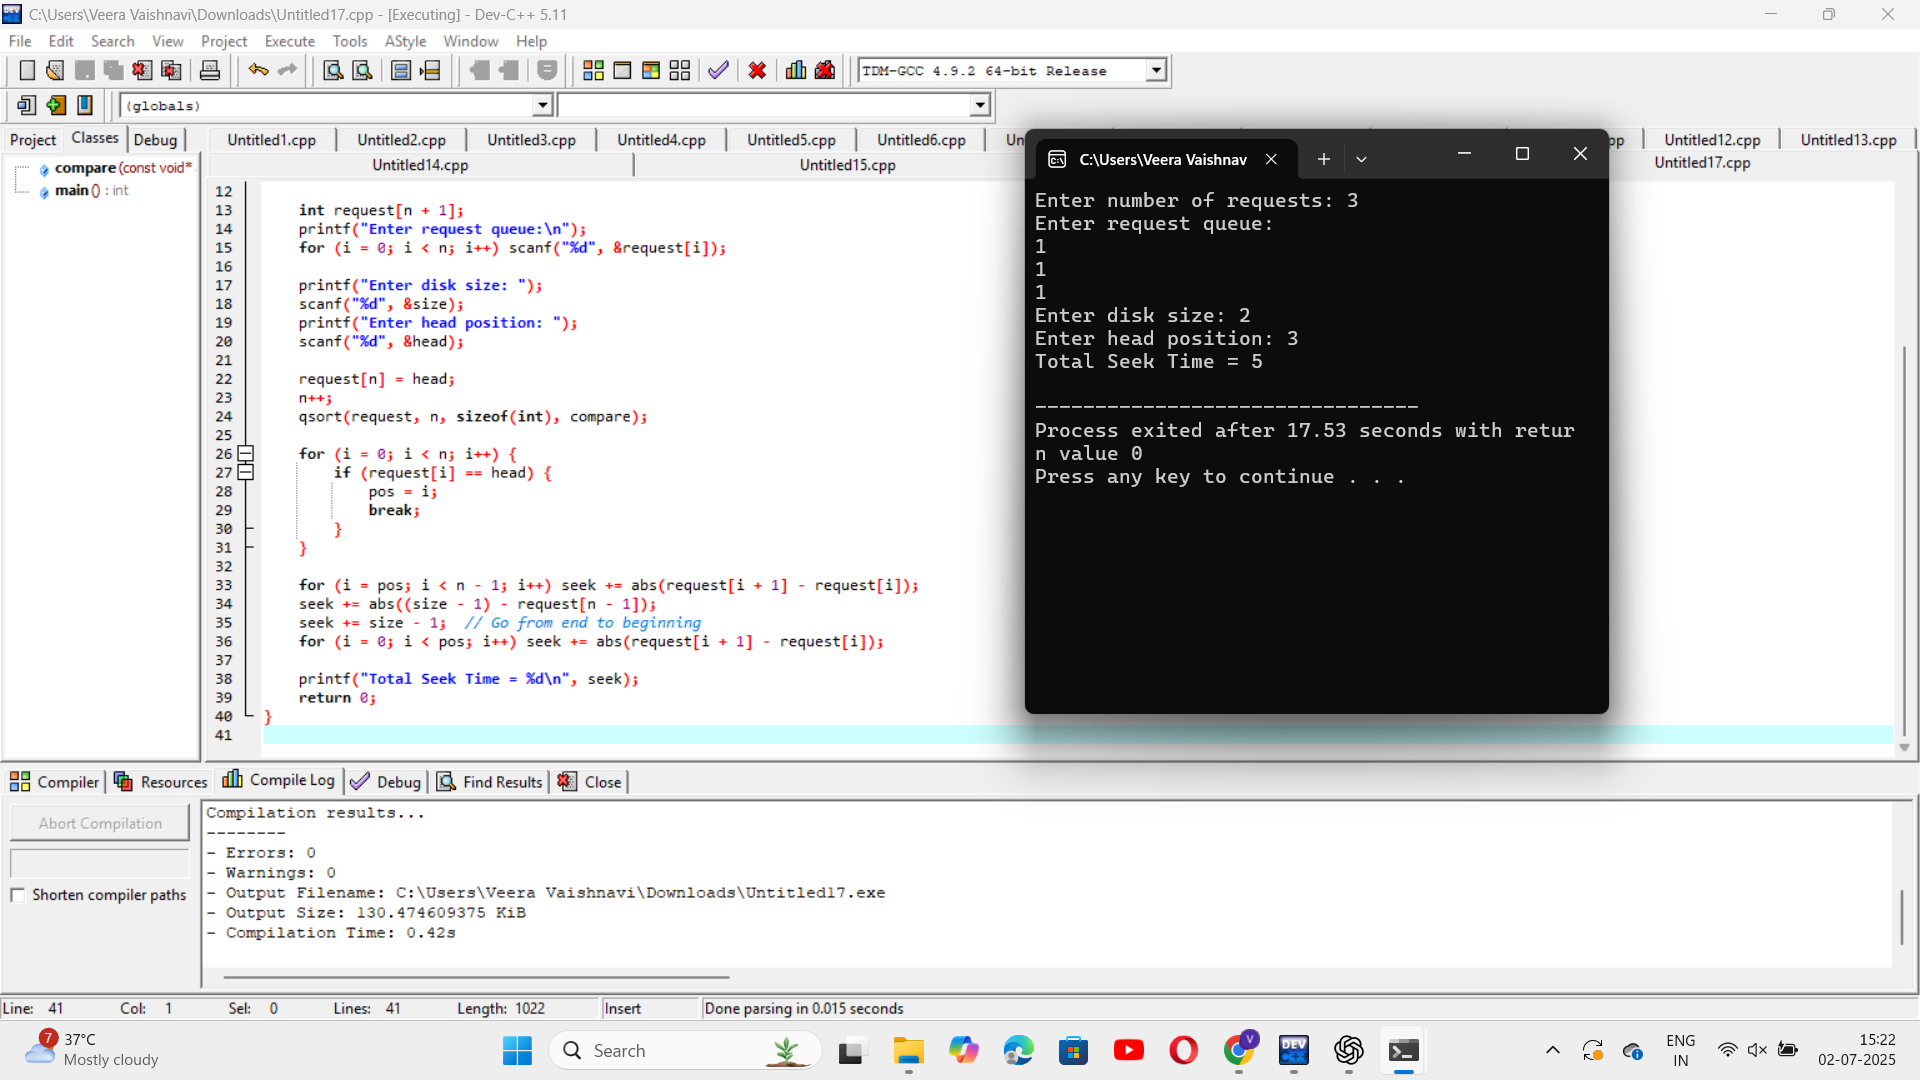 C:\Users\Veera Vaishnavi\Downloads\Untitled17.cpp - [Executing] - Dev-C++ 5.11
File Edit Search View Project Execute Tools AStyle Window Help
TDM-GCC 4.9.2 64-bit Release
(globals)
Project Classes Debug
Untitled1.cpp Untitled2.cpp Untitled3.cpp Untitled4.cpp Untitled5.cpp Untitled6.cpp Un pp Untitled12.cpp Untitled13.cpp
Untitled14.cpp Untitled15.cpp Untitled17.cpp
compare (const void*
main () : int
12
13 int request[n + 1];
14 printf("Enter request queue:\n");
15 for (i = 0; i < n; i++) scanf("%d", &request[i]);
16
17 printf("Enter disk size: ");
18 scanf("%d", &size);
19 printf("Enter head position: ");
20 scanf("%d", &head);
21
22 request[n] = head;
23 n++;
24 qsort(request, n, sizeof(int), compare);
25
26 for (i = 0; i < n; i++) {
27 if (request[i] == head) {
28 pos = i;
29 break;
30 }
31 }
32
33 for (i = pos; i < n - 1; i++) seek += abs(request[i + 1] - request[i]);
34 seek += abs((size - 1) - request[n - 1]);
35 seek += size - 1; // Go from end to beginning
36 for (i = 0; i < pos; i++) seek += abs(request[i + 1] - request[i]);
37
38 printf("Total Seek Time = %d\n", seek);
39 return 0;
40 }
41
C:\Users\Veera Vaishnav
Enter number of requests: 3
Enter request queue:
1
1
1
Enter disk size: 2
Enter head position: 3
Total Seek Time = 5
--------------------------------
Process exited after 17.53 seconds with retur
n value 0
Press any key to continue . . .
Compiler Resources Compile Log Debug Find Results Close
Abort Compilation
Shorten compiler paths
Compilation results...
--------
- Errors: 0
- Warnings: 0
- Output Filename: C:\Users\Veera Vaishnavi\Downloads\Untitled17.exe
- Output Size: 130.474609375 KiB
- Compilation Time: 0.42s
Line: 41 Col: 1 Sel: 0 Lines: 41 Length: 1022 Insert Done parsing in 0.015 seconds
7
37°C
Mostly cloudy
Search
V
DEV
C++
ENG
IN
15:22
02-07-2025